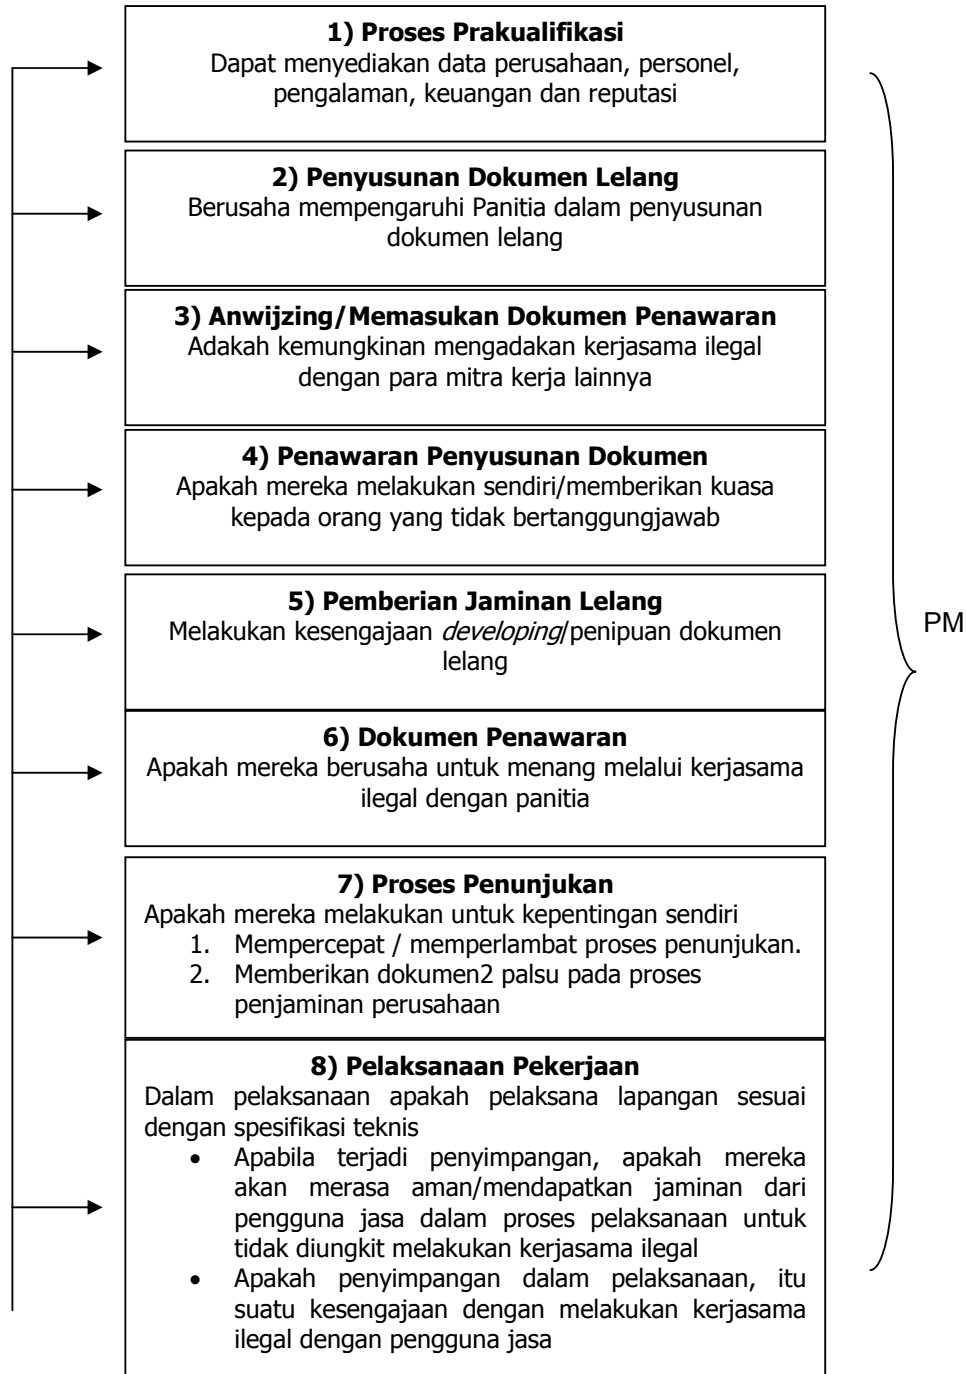 1) Proses Prakualifikasi
Dapat menyediakan data perusahaan, personel,
pengalaman, keuangan dan reputasi
2) Penyusunan Dokumen Lelang
Berusaha mempengaruhi Panitia dalam penyusunan
dokumen lelang
3) Anwijzing/Memasukan Dokumen Penawaran
Adakah kemungkinan mengadakan kerjasama ilegal
dengan para mitra kerja lainnya
4) Penawaran Penyusunan Dokumen
Apakah mereka melakukan sendiri/memberikan kuasa
kepada orang yang tidak bertanggungjawab
5) Pemberian Jaminan Lelang
Melakukan kesengajaan developing/penipuan dokumen
lelang
6) Dokumen Penawaran
Apakah mereka berusaha untuk menang melalui kerjasama
ilegal dengan panitia
7) Proses Penunjukan
Apakah mereka melakukan untuk kepentingan sendiri
1. Mempercepat / memperlambat proses penunjukan.
2. Memberikan dokumen2 palsu pada proses
penjaminan perusahaan
8) Pelaksanaan Pekerjaan
Dalam pelaksanaan apakah pelaksana lapangan sesuai
dengan spesifikasi teknis
• Apabila terjadi penyimpangan, apakah mereka
akan merasa aman/mendapatkan jaminan dari
pengguna jasa dalam proses pelaksanaan untuk
tidak diungkit melakukan kerjasama ilegal
• Apakah penyimpangan dalam pelaksanaan, itu
suatu kesengajaan dengan melakukan kerjasama
ilegal dengan pengguna jasa
PM